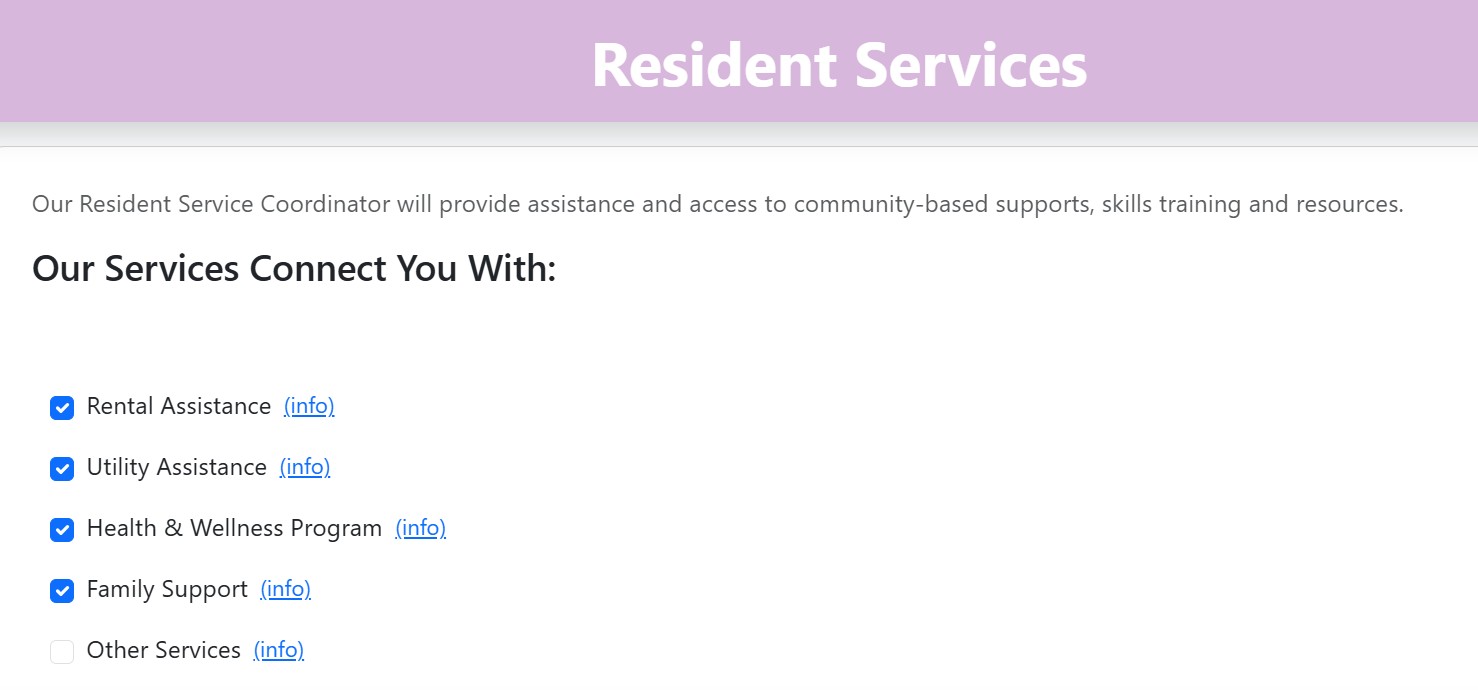 Resident Services
Our Resident Service Coordinator will provide assistance and access to community-based supports, skills training and resources.
Our Services Connect You With:
Rental Assistance (info)
Utility Assistance (info)
Health & Wellness Program (info)
Family Support (info)
Other Services (info)